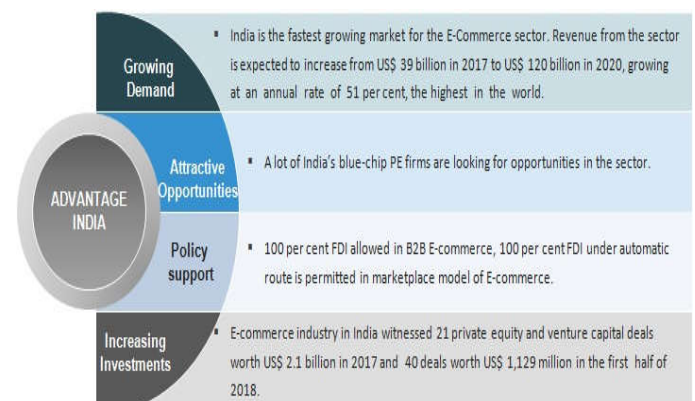 ADVANTAGE
INDIA
Growing
Demand
▪ India is the fastest growing market for the E-Commerce sector. Revenue from the sector
is expected to increase from US$ 39 billion in 2017 to US$ 120 billion in 2020, growing
at an annual rate of 51 per cent, the highest in the world.
Attractive
Opportunities
▪ A lot of India's blue-chip PE firms are looking for opportunities in the sector.
Policy
support
▪ 100 per cent FDI allowed in B2B E-commerce, 100 per cent FDI under automatic
route is permitted in marketplace model of E-commerce.
Increasing
Investments
▪ E-commerce industry in India witnessed 21 private equity and venture capital deals
worth US$ 2.1 billion in 2017 and 40 deals worth US$ 1,129 million in the first half of
2018.